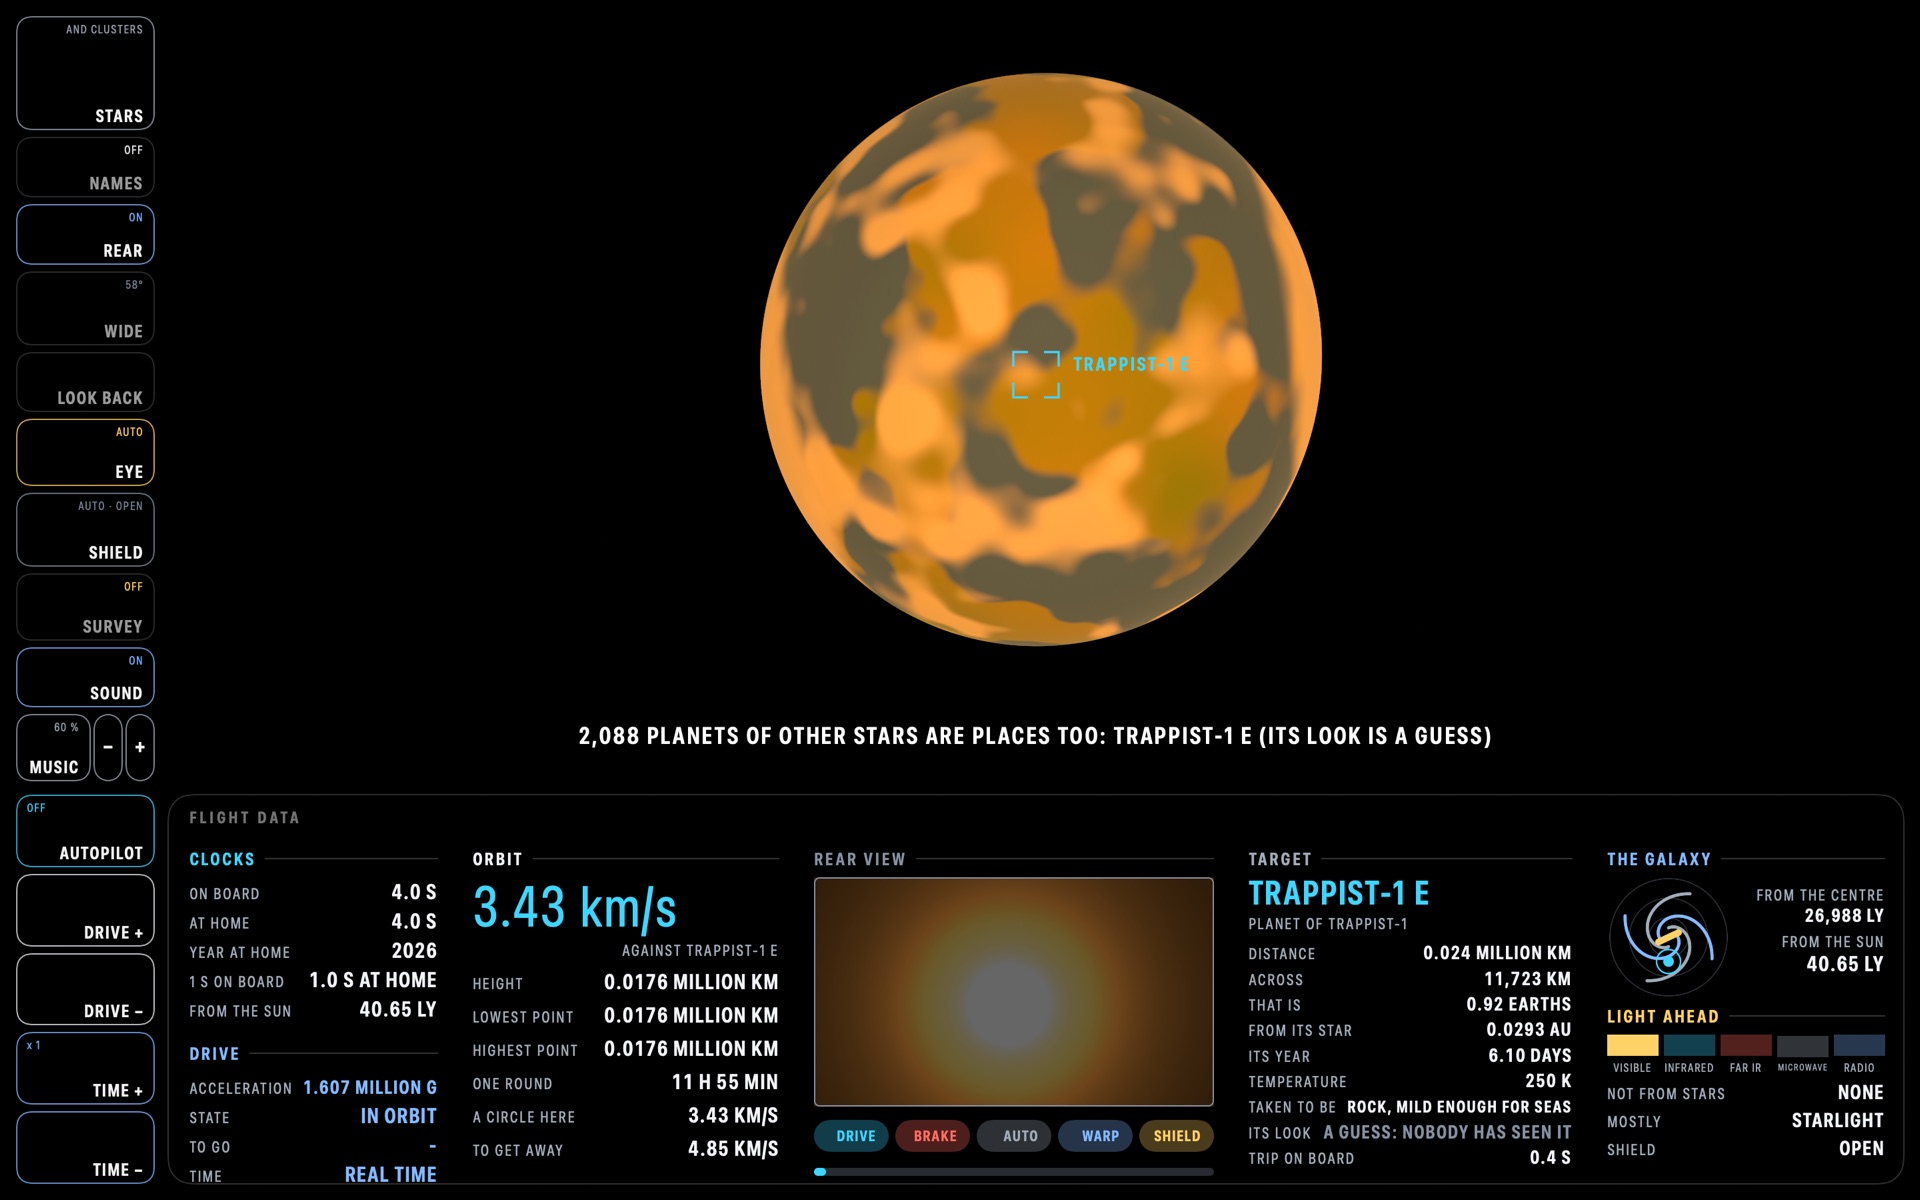 AND CLUSTERS
STARS
OFF
NAMES
ON
REAR
58°
WIDE
LOOK BACK
AUTO
EYE
AUTO · OPEN
SHIELD
OFF
SURVEY
ON
SOUND
60 %
MUSIC
–
+
OFF
AUTOPILOT
DRIVE +
DRIVE –
x 1
TIME +
TIME –
TRAPPIST-1 E
2,088 PLANETS OF OTHER STARS ARE PLACES TOO: TRAPPIST-1 E (ITS LOOK IS A GUESS)
FLIGHT DATA
CLOCKS
ON BOARD 4.0 S
AT HOME 4.0 S
YEAR AT HOME 2026
1 S ON BOARD 1.0 S AT HOME
FROM THE SUN 40.65 LY
DRIVE
ACCELERATION 1.607 MILLION G
STATE IN ORBIT
TO GO -
TIME REAL TIME
ORBIT
3.43 km/s
AGAINST TRAPPIST-1 E
HEIGHT 0.0176 MILLION KM
LOWEST POINT 0.0176 MILLION KM
HIGHEST POINT 0.0176 MILLION KM
ONE ROUND 11 H 55 MIN
A CIRCLE HERE 3.43 KM/S
TO GET AWAY 4.85 KM/S
REAR VIEW
DRIVE BRAKE AUTO WARP SHIELD
TARGET
TRAPPIST-1 E
PLANET OF TRAPPIST-1
DISTANCE 0.024 MILLION KM
ACROSS 11,723 KM
THAT IS 0.92 EARTHS
FROM ITS STAR 0.0293 AU
ITS YEAR 6.10 DAYS
TEMPERATURE 250 K
TAKEN TO BE ROCK, MILD ENOUGH FOR SEAS
ITS LOOK A GUESS: NOBODY HAS SEEN IT
TRIP ON BOARD 0.4 S
THE GALAXY
FROM THE CENTRE
26,988 LY
FROM THE SUN
40.65 LY
LIGHT AHEAD
VISIBLE INFRARED FAR IR MICROWAVE RADIO
NOT FROM STARS NONE
MOSTLY STARLIGHT
SHIELD OPEN